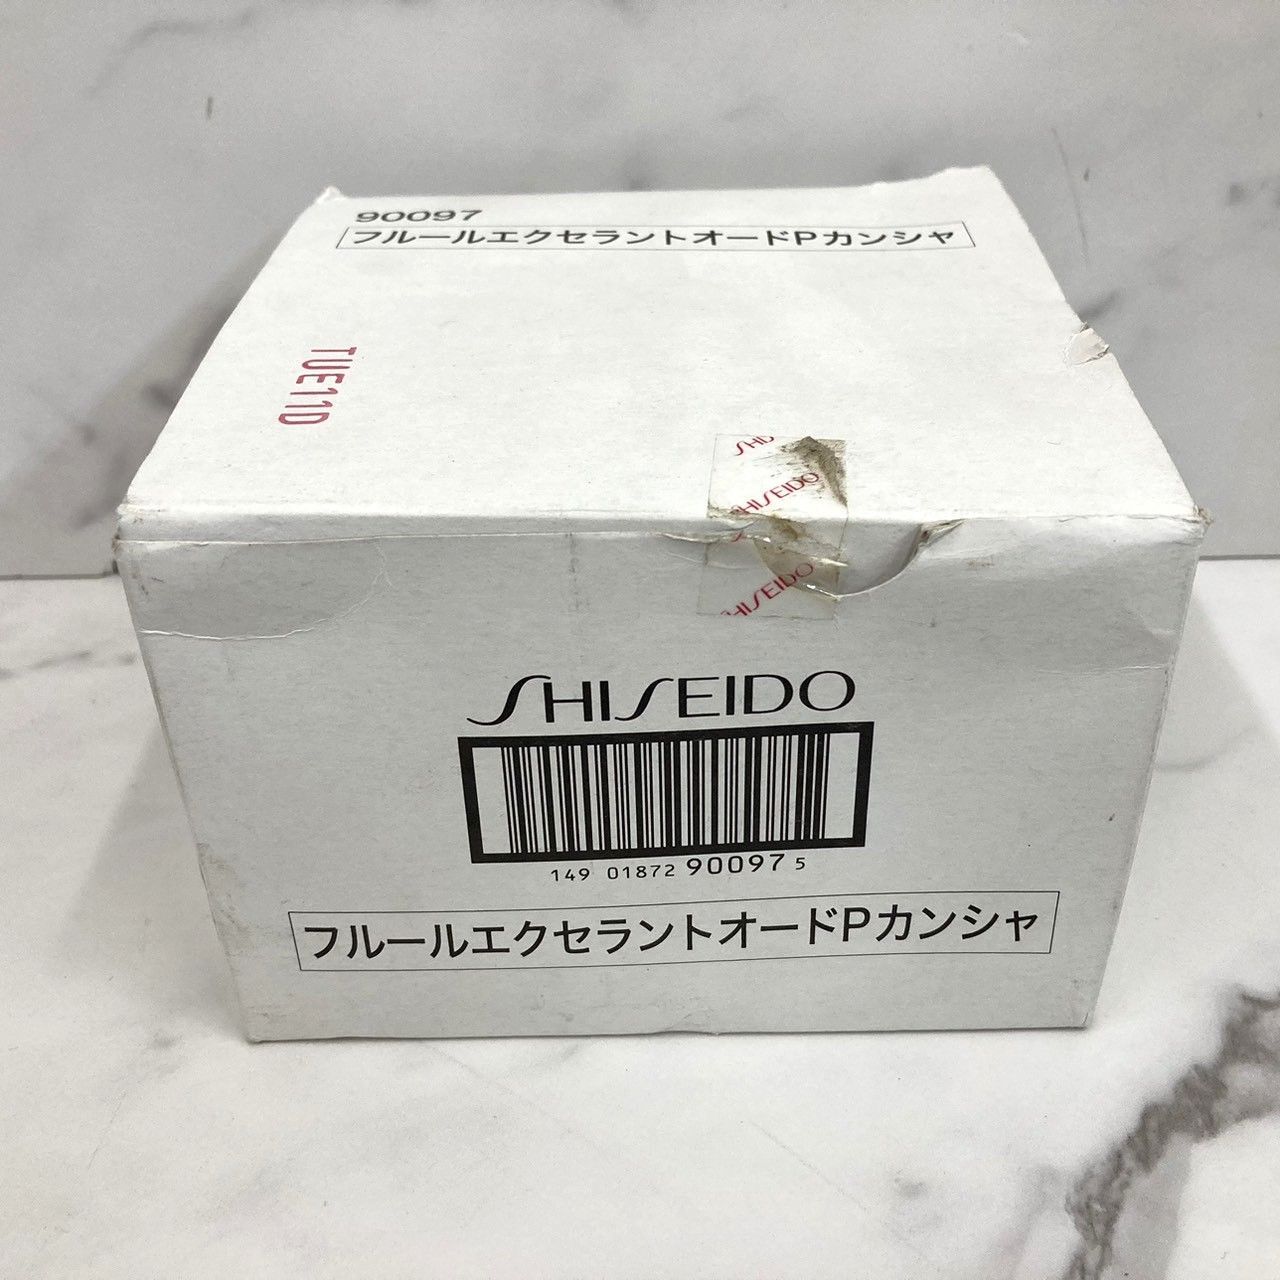 90097
フルールエクセラントオードPカンシャ
TUE11D
SHISEIDO
SHISEIDO
SHISEIDO
149 01872 90097 5
フルールエクセラントオードPカンシャ